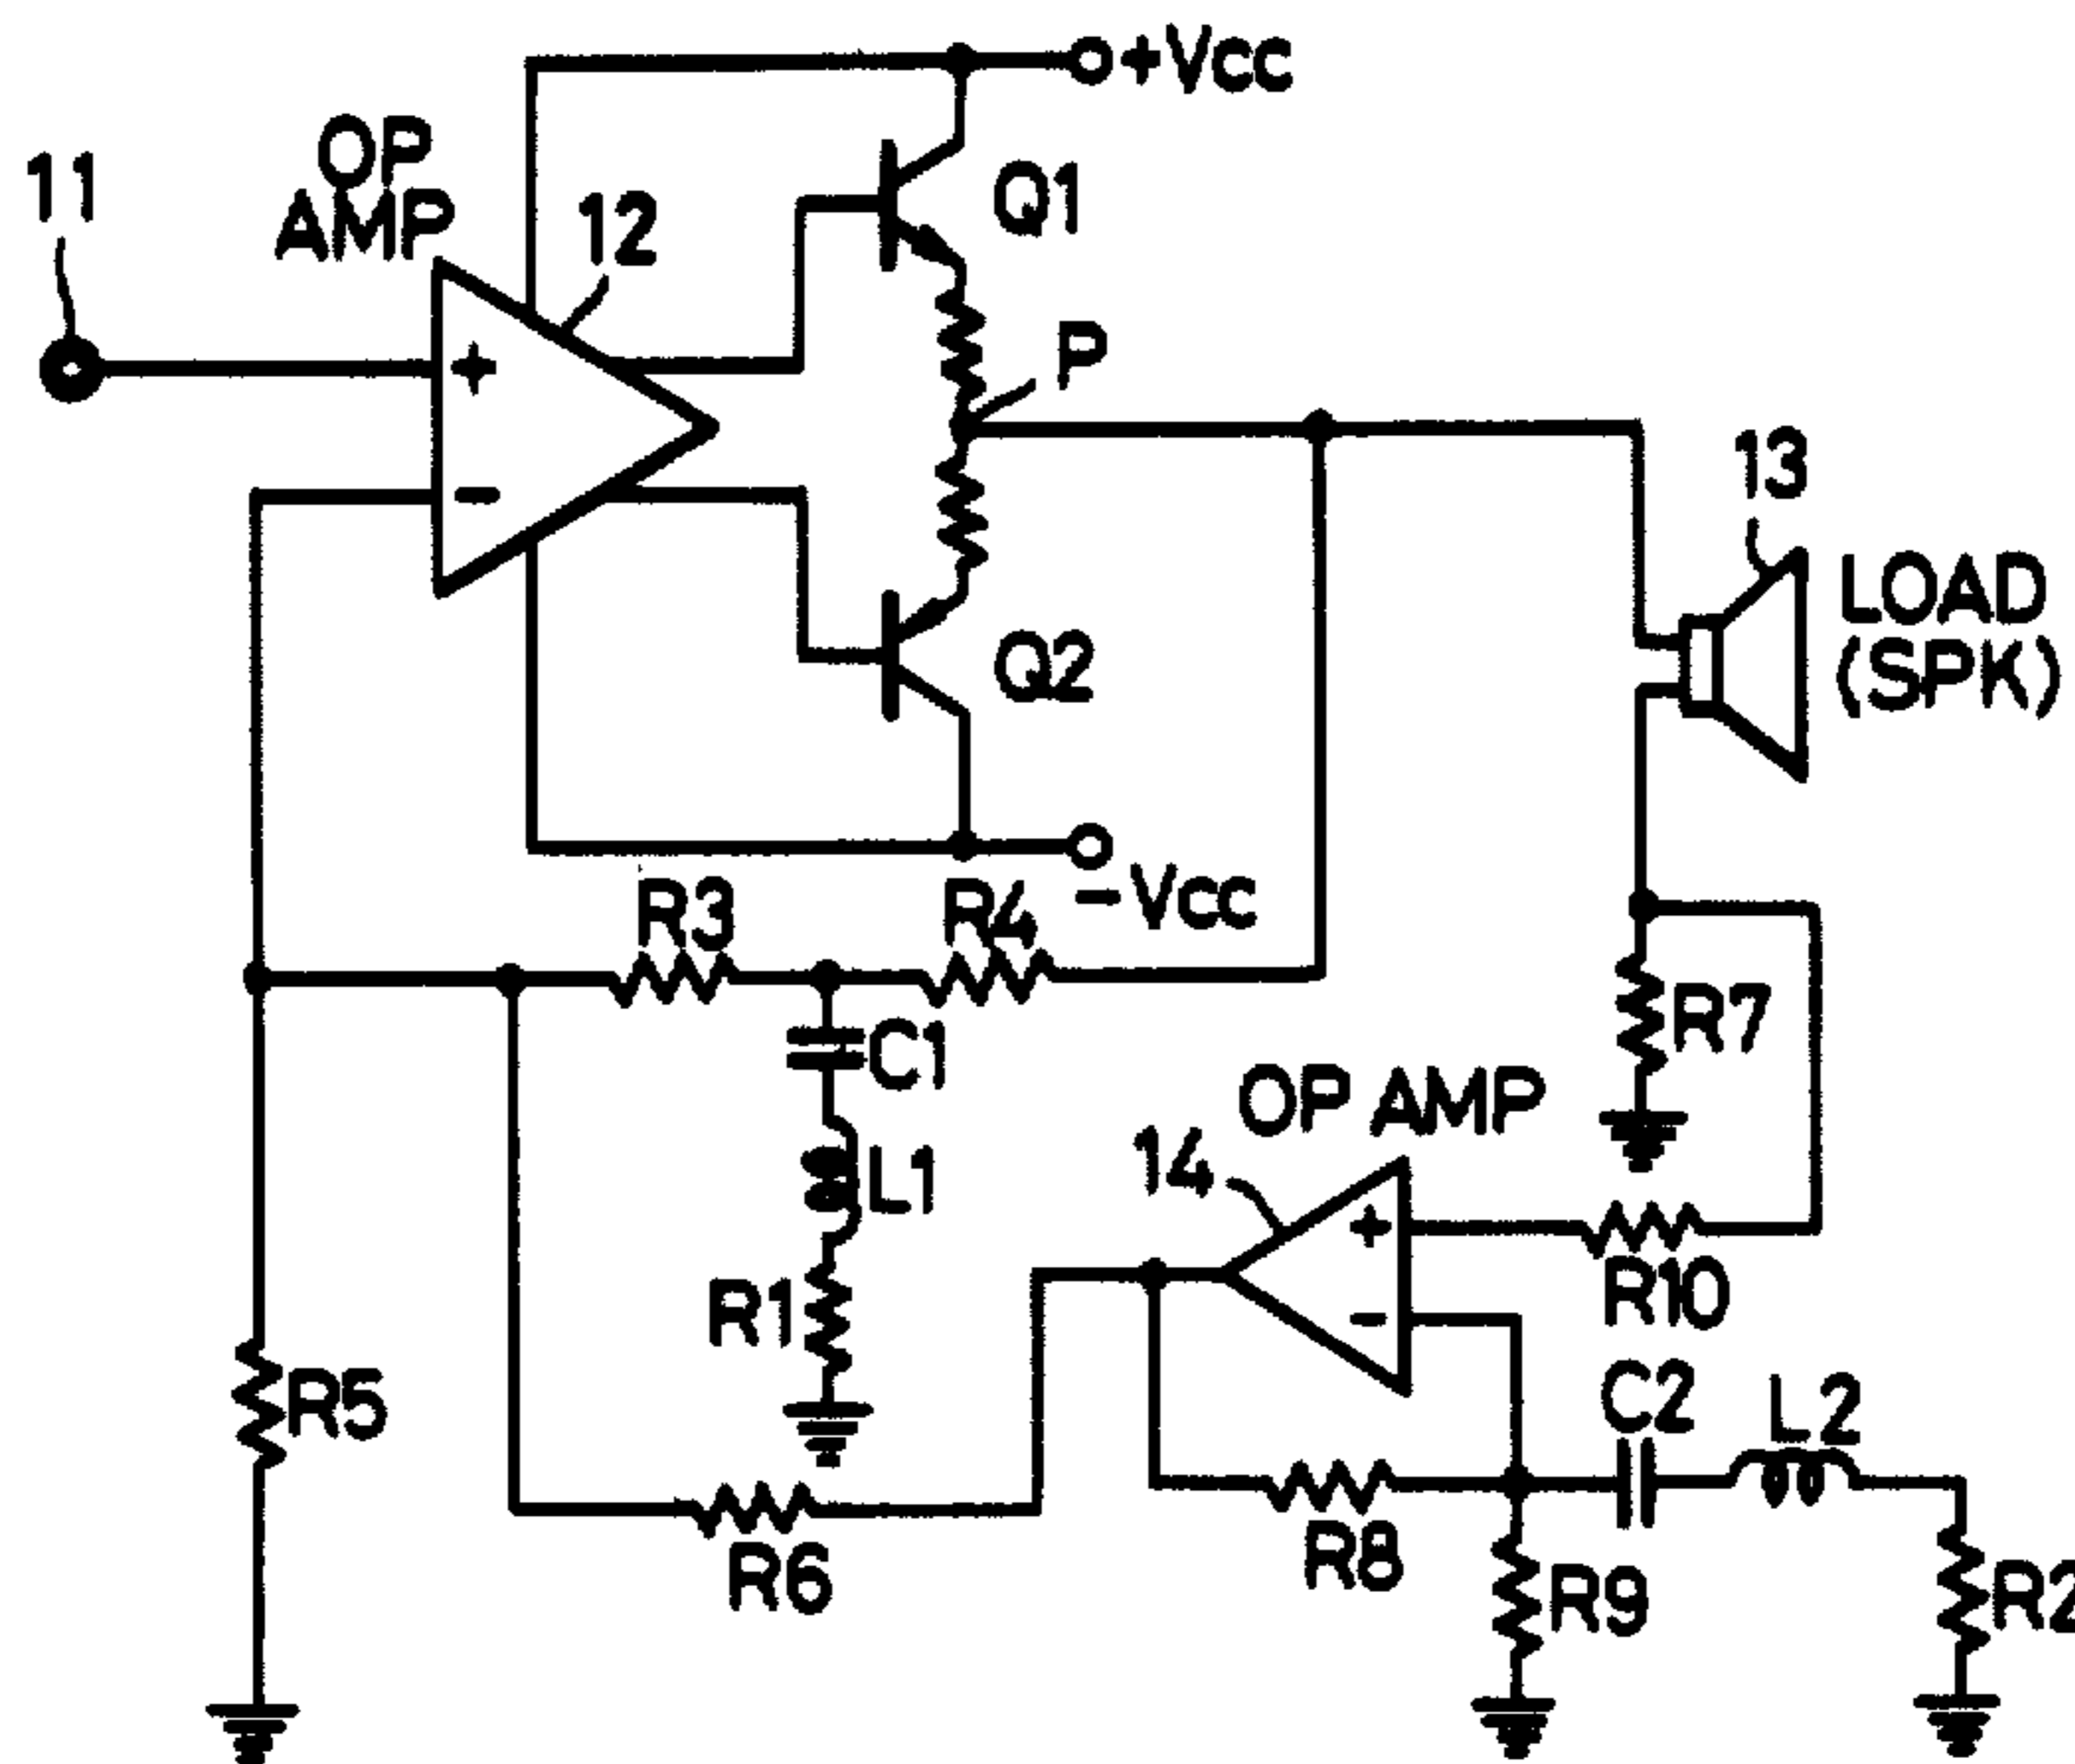 +Vcc
OP
AMP
11
12
Q1
P
+
-
13
LOAD
(SPK)
Q2
-Vcc
R3
R4
C1
R7
L1
OP AMP
14
+
R10
-
R1
R5
C2
L2
R6
R8
R9
R2